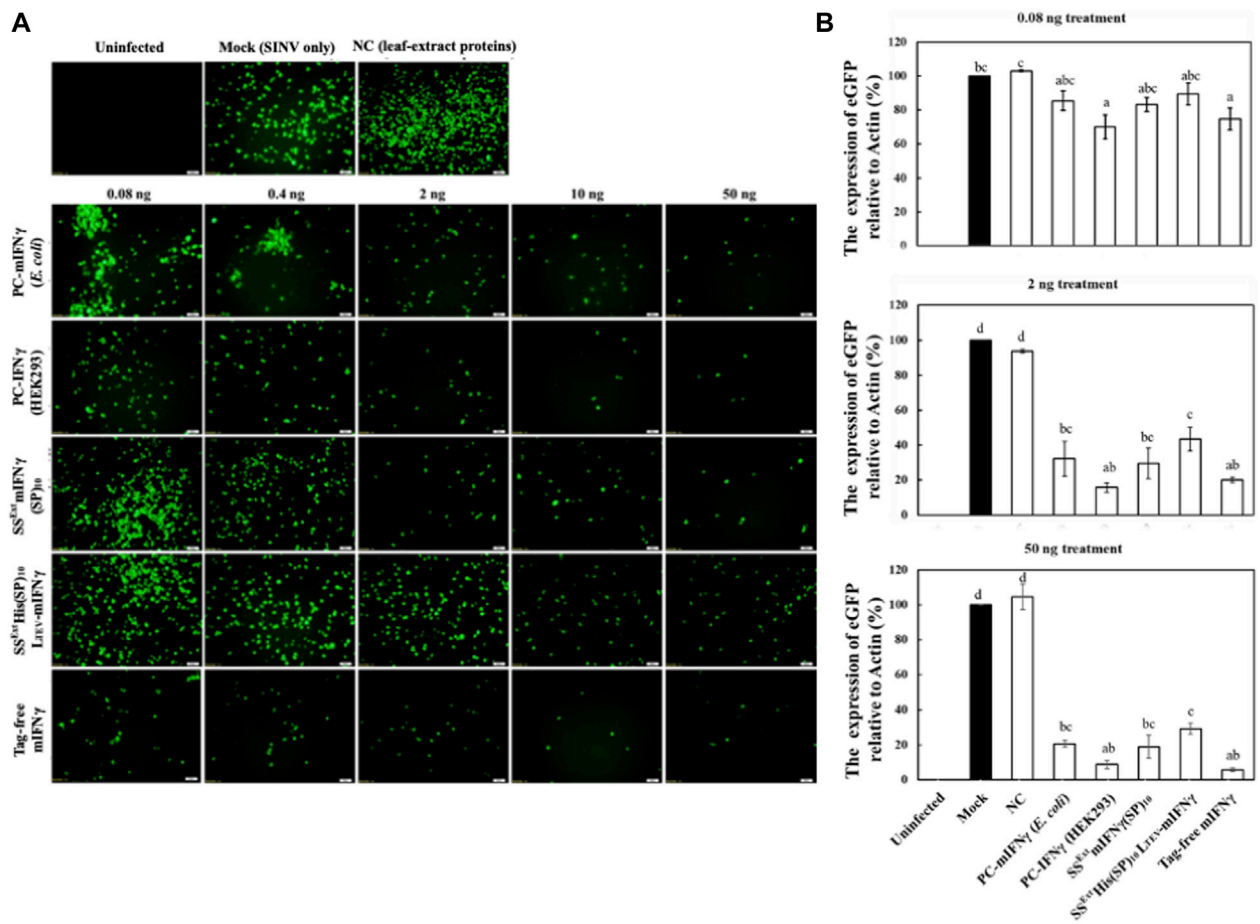 A
Uninfected
Mock (SINV only)
NC (leaf-extract proteins)
0.08 ng
0.4 ng
2 ng
10 ng
50 ng
PC-mIFNγ
(E. coli)
PC-IFNγ
(HEK293)
SSExtmIFNγ
(SP)10
SSExtHis(SP)10
LTEV-mIFNγ
Tag-free
mIFNγ
B
0.08 ng treatment
The expression of eGFP
relative to Actin (%)
120
100
80
60
40
20
0
bc
c
abc
a
abc
abc
a
2 ng treatment
The expression of eGFP
relative to Actin (%)
120
100
80
60
40
20
0
d
d
bc
ab
bc
c
ab
50 ng treatment
The expression of eGFP
relative to Actin (%)
120
100
80
60
40
20
0
d
d
bc
ab
bc
c
ab
Uninfected
Mock
NC
PC-mIFNγ (E. coli)
PC-IFNγ (HEK293)
SSExtmIFNγ(SP)10
SSExtHis(SP)10 LTEV-mIFNγ
Tag-free mIFNγ